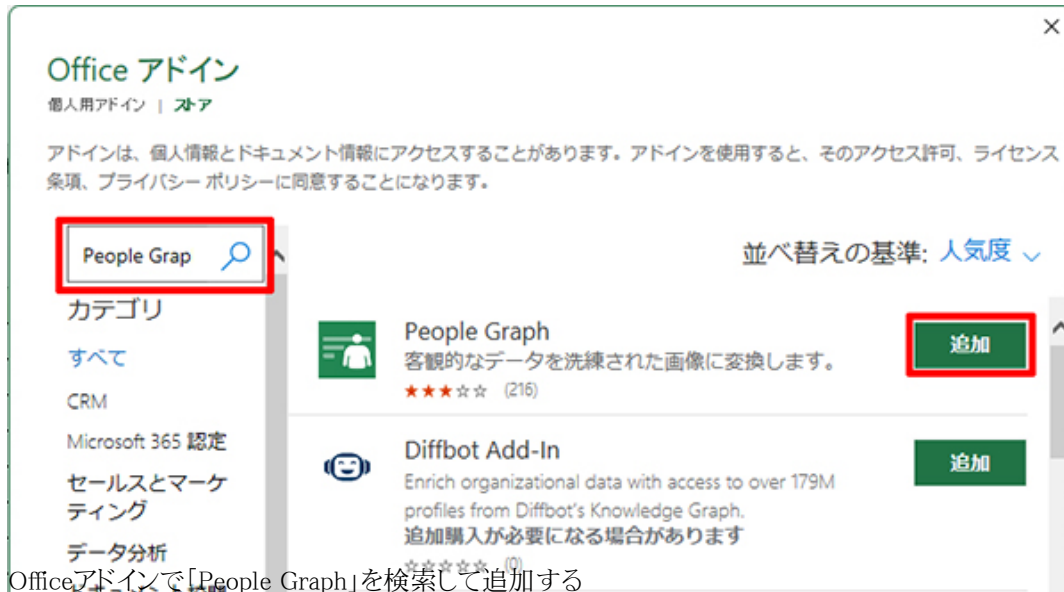 ×
Office アドイン
個人用アドイン | ストア
アドインは、個人情報とドキュメント情報にアクセスすることがあります。アドインを使用すると、そのアクセス許可、ライセンス
条項、プライバシー ポリシーに同意することになります。
People Grap
並べ替えの基準: 人気度
カテゴリ
すべて
CRM
Microsoft 365 認定
セールスとマーケ
ティング
データ分析
People Graph
客観的なデータを洗練された画像に変換します。
★★★☆☆ (216)
追加
Diffbot Add-In
Enrich organizational data with access to over 179M
profiles from Diffbot's Knowledge Graph.
追加購入が必要になる場合があります
☆☆☆☆☆ (0)
追加
Officeアドインで「People Graph」を検索して追加する